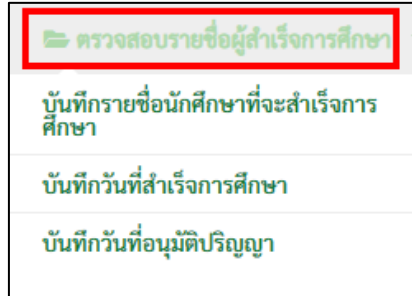 ตรวจสอบรายชื่อผู้สำเร็จการศึกษา
บันทึกรายชื่อนักศึกษาที่จะสำเร็จการ
ศึกษา
บันทึกวันที่สำเร็จการศึกษา
บันทึกวันที่อนุมัติปริญญา